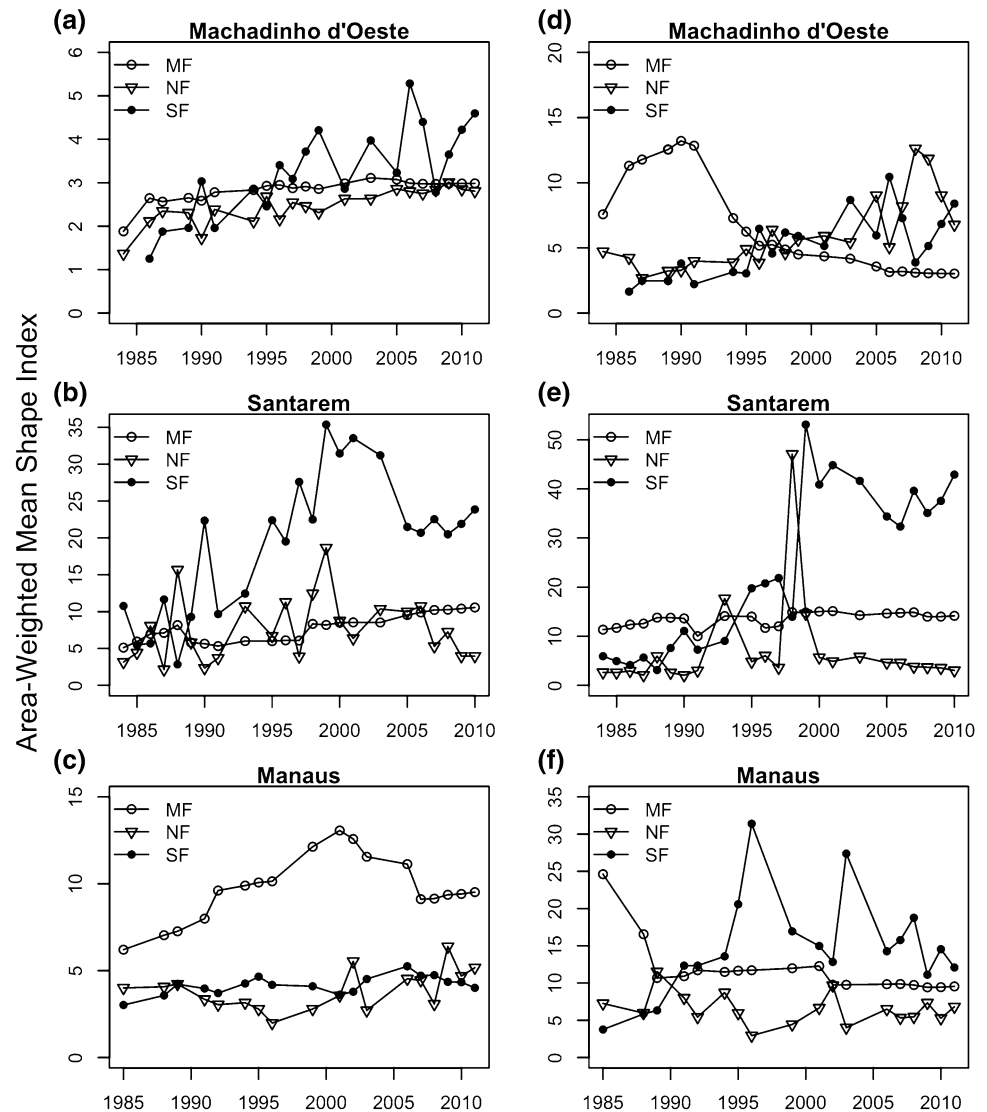 Area-Weighted Mean Shape Index
(a)
Machadinho d'Oeste
MF
NF
SF
6
5
4
3
2
1
0
1985 1990 1995 2000 2005 2010
(d)
Machadinho d'Oeste
MF
NF
SF
20
15
10
5
0
1985 1990 1995 2000 2005 2010
(b)
Santarem
MF
NF
SF
35
30
25
20
15
10
5
0
1985 1990 1995 2000 2005 2010
(e)
Santarem
MF
NF
SF
50
40
30
20
10
0
1985 1990 1995 2000 2005 2010
(c)
Manaus
MF
NF
SF
15
10
5
0
1985 1990 1995 2000 2005 2010
(f)
Manaus
MF
NF
SF
35
30
25
20
15
10
5
0
1985 1990 1995 2000 2005 2010